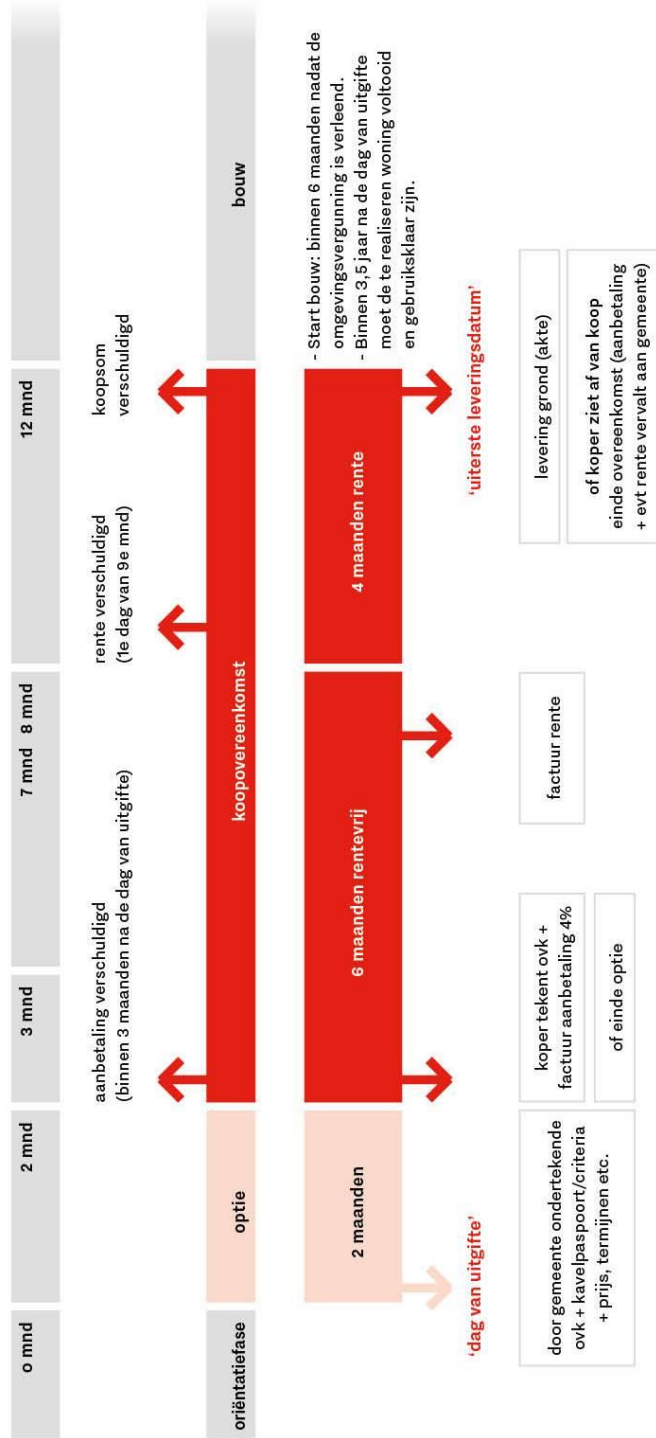 0 mnd
2 mnd
3 mnd
7 mnd
8 mnd
12 mnd
aanbetaling verschuldigd
(binnen 3 maanden na de dag van uitgifte)
rente verschuldigd
(1e dag van 9e mnd)
koopsom
verschuldigd
oriëntatiefase
optie
koopovereenkomst
bouw
2 maanden
6 maanden rentevrij
4 maanden rente
- Start bouw: binnen 6 maanden nadat de
omgevingsvergunning is verleend.
- Binnen 3,5 jaar na de dag van uitgifte
moet de te realiseren woning voltooid
en gebruiksklaar zijn.
‘dag van uitgifte’
‘uiterste leveringsdatum’
door gemeente ondertekende
ovk + kavelpaspoort/criteria
+ prijs, termijnen etc.
koper tekent ovk +
factuur aanbetaling 4%
of einde optie
factuur rente
levering grond (akte)
of koper ziet af van koop
einde overeenkomst (aanbetaling
+ evt rente vervalt aan gemeente)